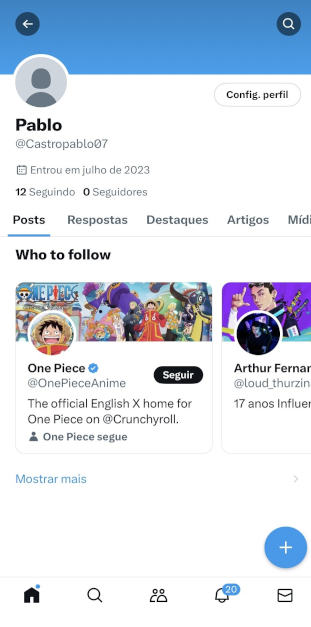 Config. perfil
Pablo
@Castropablo07
Entrou em julho de 2023
12 Seguindo 0 Seguidores
Posts Respostas Destaques Artigos Mídi
Who to follow
ONE PIECE
One Piece
@OnePieceAnime
Seguir
The official English X home for
One Piece on @Crunchyroll.
One Piece segue
Arthur Fernar
@loud_thurzin
17 anos Influer
Mostrar mais
20